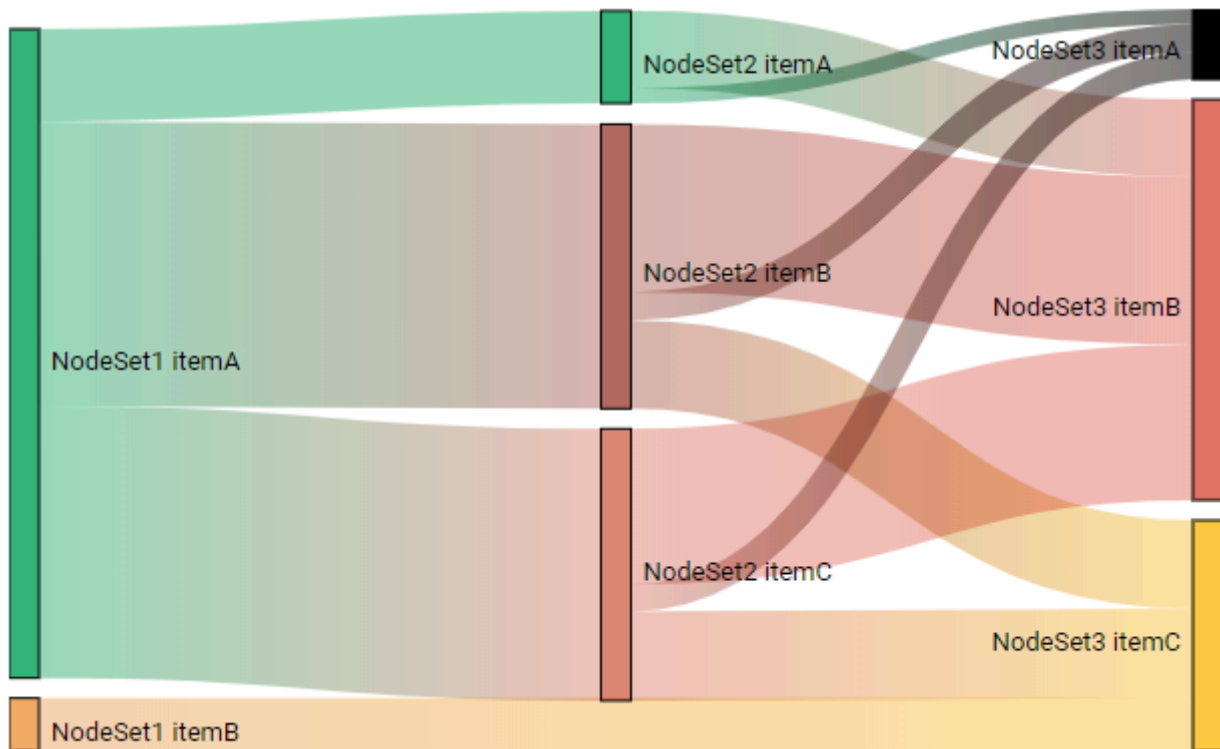 NodeSet2 itemA
NodeSet3 itemA
NodeSet2 itemB
NodeSet3 itemB
NodeSet1 itemA
NodeSet2 itemC
NodeSet3 itemC
NodeSet1 itemB